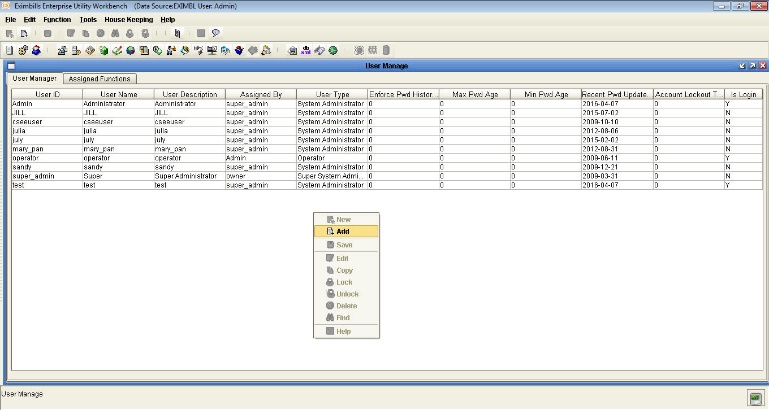 Eximbills Enterprise Utility Workbench (Data Source:EXIMBL User: Admin)
File Edit Function Tools House Keeping Help
User Manage
User Manager Assigned Functions
User ID User Name User Description Assigned By User Type Enforce Pwd Histor... Max Pwd Age Min Pwd Age Recent Pwd Update... Account Lockout T... Is Login
Admin Administrator Administrator super_admin System Administrator 0 0 0 2016-04-07 0 Y
JILL JILL JILL super_admin System Administrator 0 0 0 2015-07-02 0 N
cseeuser cseeuser cseeuser super_admin System Administrator 0 0 0 2009-10-10 0 N
julia julia julia super_admin System Administrator 0 0 0 2012-08-06 0 N
july july july super_admin System Administrator 0 0 0 2015-02-02 0 N
mary_pan mary_pan mary_pan super_admin System Administrator 0 0 0 2012-08-31 0 N
operator operator operator Admin Operator 0 0 0 2009-06-11 0 Y
sandy sandy sandy super_admin System Administrator 0 0 0 2009-12-21 0 N
super_admin Super Super Administrator owner Super System Admi... 0 0 0 2009-03-31 0 N
test test test super_admin System Administrator 0 0 0 2016-04-07 0 Y
New
Add
Save
Edit
Copy
Lock
Unlock
Delete
Find
Help
User Manage